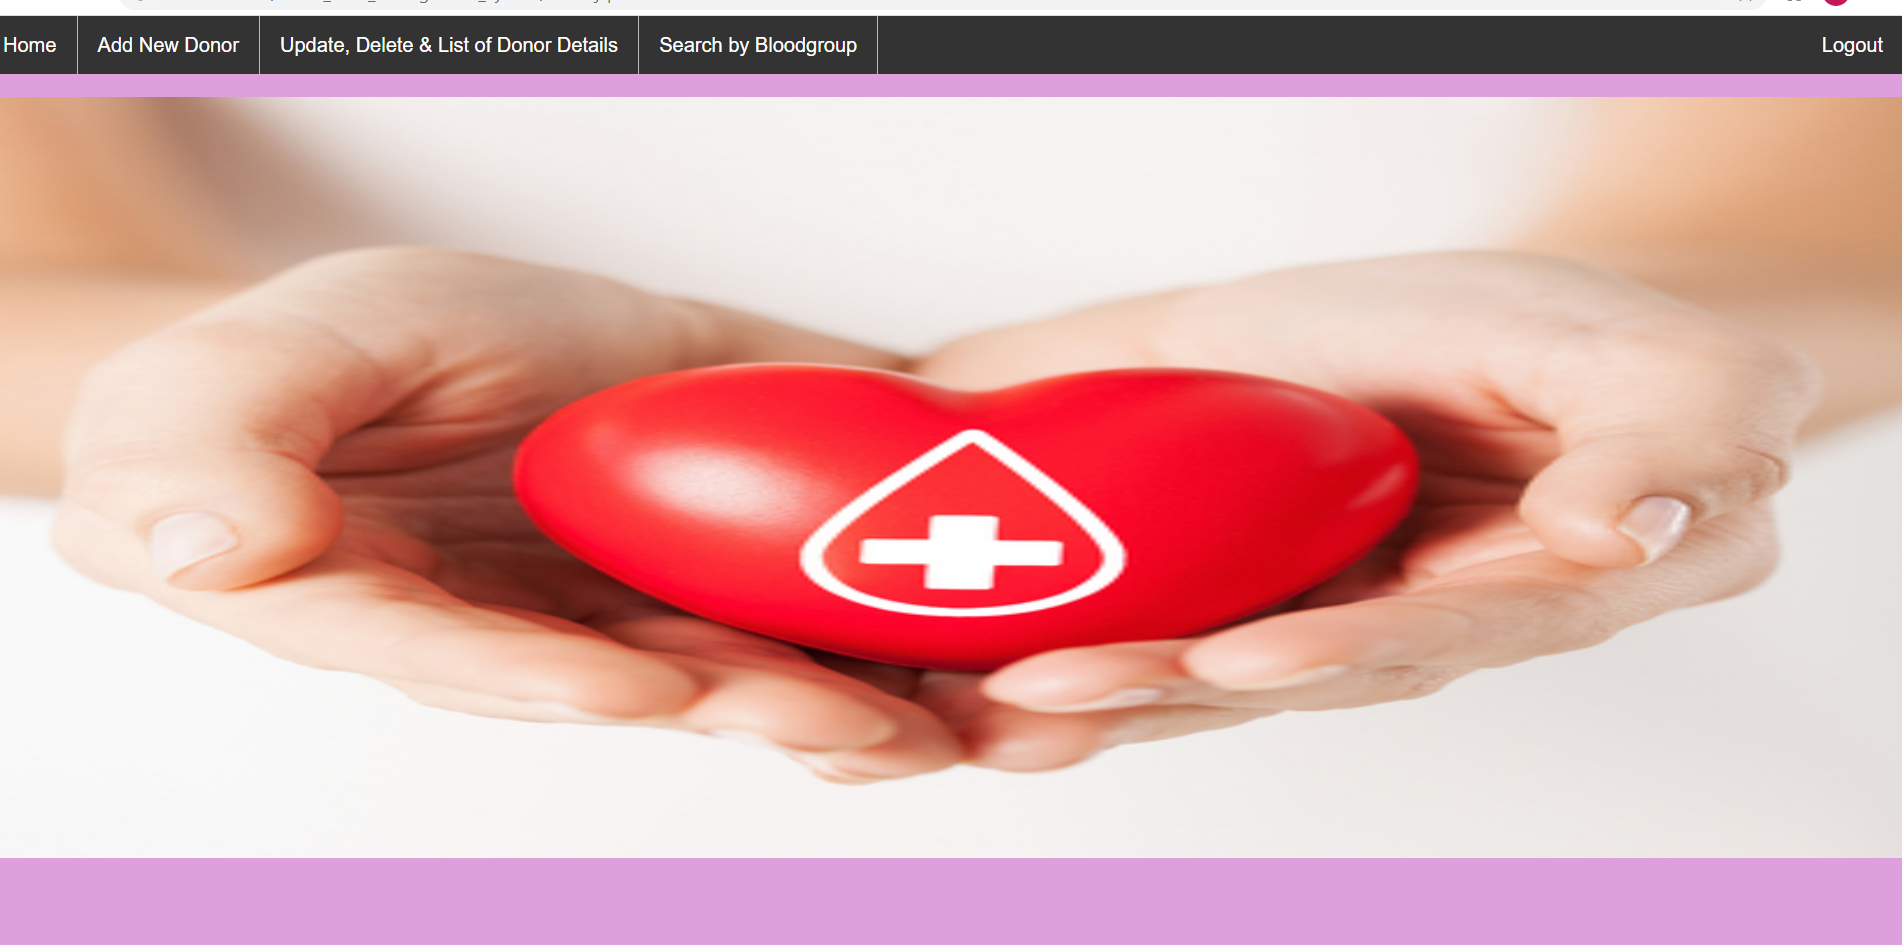 Home
Add New Donor
Update, Delete & List of Donor Details
Search by Bloodgroup
Logout